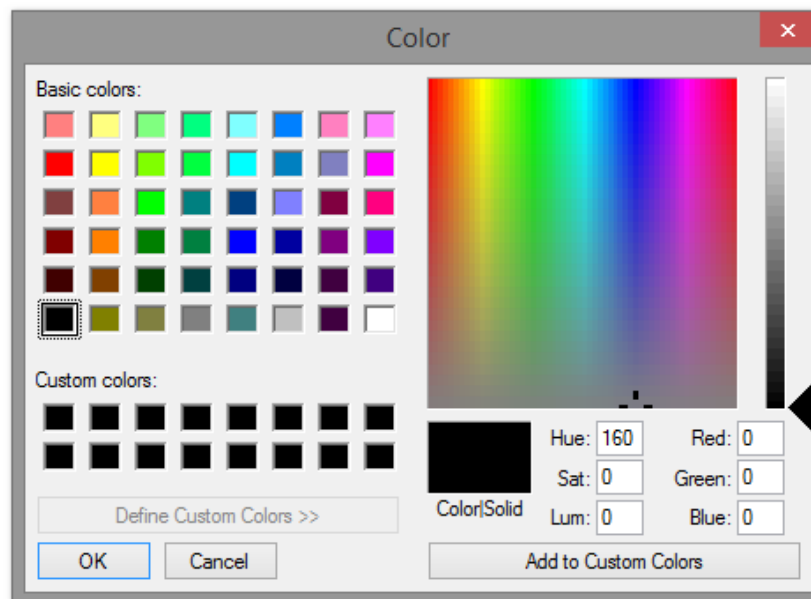 Color
Basic colors:
Custom colors:
Define Custom Colors >>
OK Cancel
Color|Solid
Hue: 160 Red: 0
Sat: 0 Green: 0
Lum: 0 Blue: 0
Add to Custom Colors